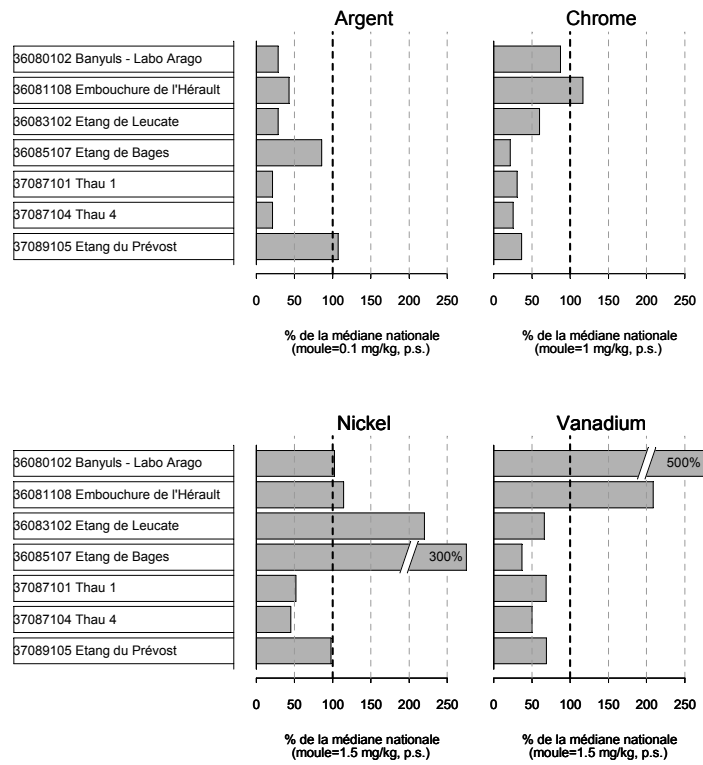 Argent
Chrome
36080102 Banyuls - Labo Arago
36081108 Embouchure de l'Hérault
36083102 Etang de Leucate
36085107 Etang de Bages
37087101 Thau 1
37087104 Thau 4
37089105 Etang du Prévost
0 50 100 150 200 250
0 50 100 150 200 250
% de la médiane nationale
(moule=0.1 mg/kg, p.s.)
% de la médiane nationale
(moule=1 mg/kg, p.s.)
Nickel
Vanadium
36080102 Banyuls - Labo Arago
500%
36081108 Embouchure de l'Hérault
36083102 Etang de Leucate
36085107 Etang de Bages
300%
37087101 Thau 1
37087104 Thau 4
37089105 Etang du Prévost
0 50 100 150 200 250
0 50 100 150 200 250
% de la médiane nationale
(moule=1.5 mg/kg, p.s.)
% de la médiane nationale
(moule=1.5 mg/kg, p.s.)